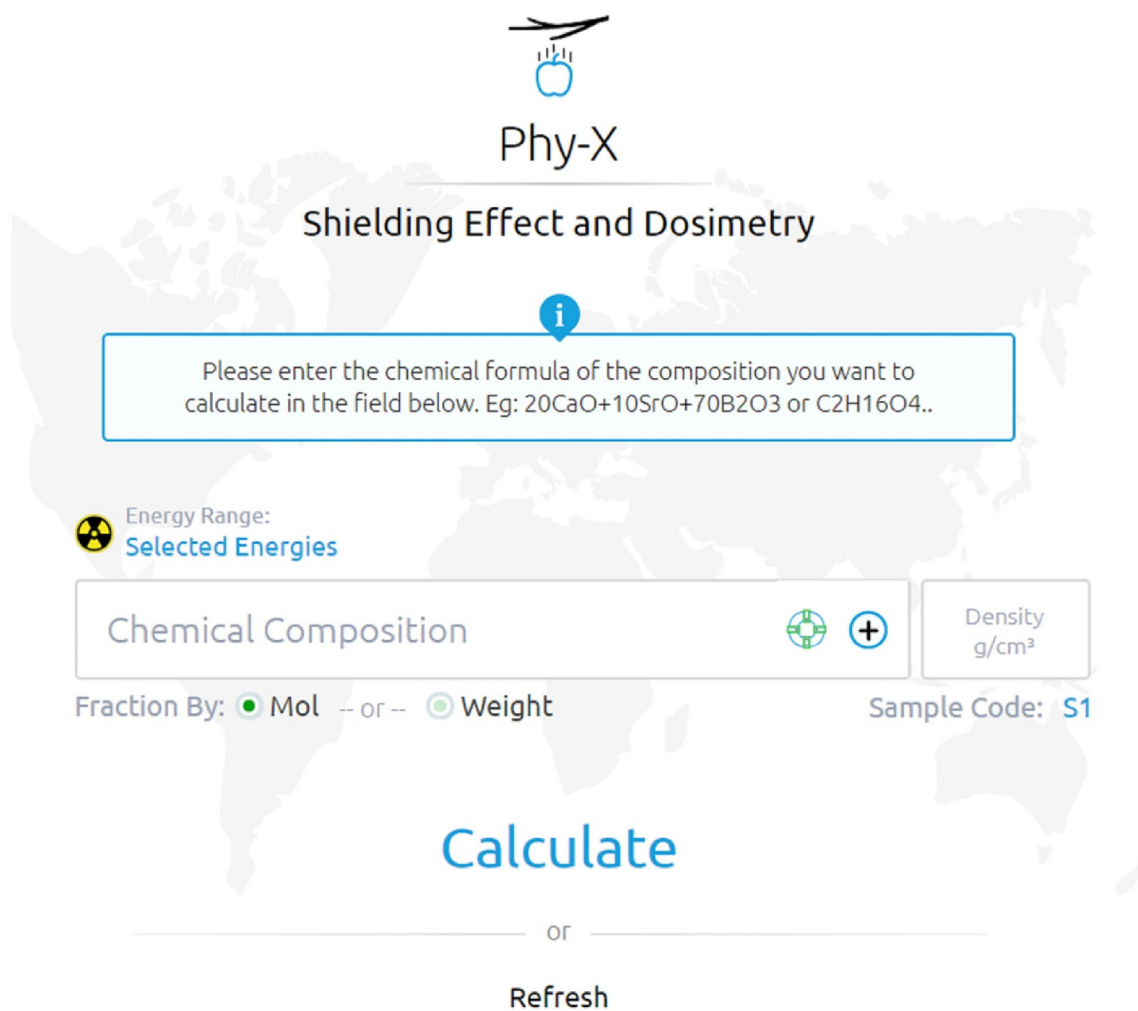 Phy-X
Shielding Effect and Dosimetry
i
Please enter the chemical formula of the composition you want to
calculate in the field below. Eg: 20CaO+10SrO+70B2O3 or C2H16O4..
Energy Range:
Selected Energies
Chemical Composition
Density
g/cm³
Fraction By: Mol -- or -- Weight
Sample Code: S1
Calculate
or
Refresh